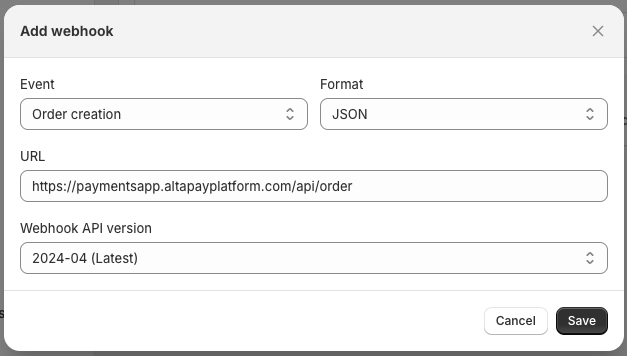 Add webhook
Event
Format
Order creation
JSON
URL
https://paymentsapp.altapayplatform.com/api/order
Webhook API version
2024-04 (Latest)
Cancel
Save